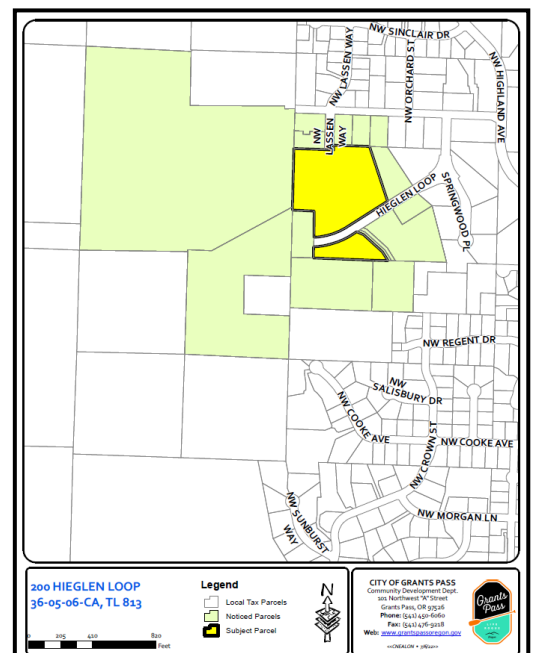 NW SINCLAIR DR
NW LASSEN WAY
NW ORCHARD ST
NW HIGHLAND AVE
NW
LASSEN
WAY
HIEGLEN LOOP
SPRINGWOOD PL
NW REGENT DR
NW
SALISBURY DR
NW COOKE AVE
NW COOKE AVE
NW CROWN ST
NW MORGAN LN
NW SUNBURST
WAY
200 HIEGLEN LOOP
36-05-06-CA, TL 813
Legend
Local Tax Parcels
Noticed Parcels
Subject Parcel
N
0 205 410 820
Feet
CITY OF GRANTS PASS
Community Development Dept.
101 Northwest "A" Street
Grants Pass, OR 97526
Phone: (541) 450-6060
Fax: (541) 476-9218
Web: www.grantspassoregon.gov
Grants
Pass